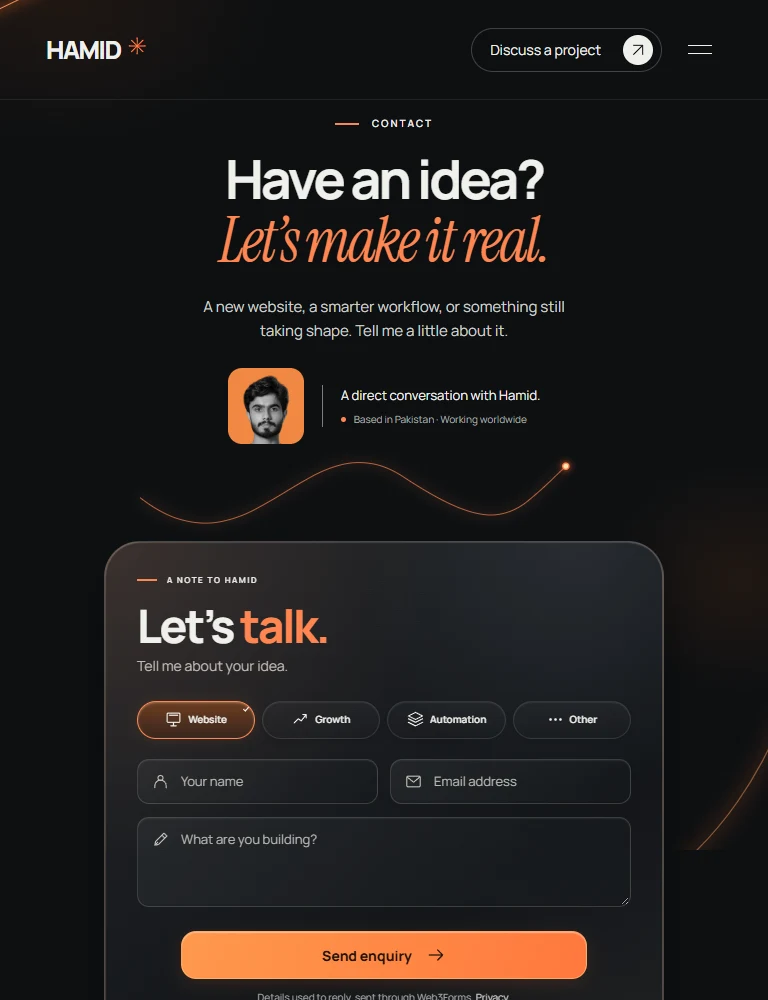 HAMID
Discuss a project
CONTACT
Have an idea?
Let's make it real.
A new website, a smarter workflow, or something still
taking shape. Tell me a little about it.
A direct conversation with Hamid.
Based in Pakistan · Working worldwide
A NOTE TO HAMID
Let's talk.
Tell me about your idea.
Website
Growth
Automation
Other
Your name
Email address
What are you building?
Send enquiry
Details used to reply, sent through Web3Forms. Privacy